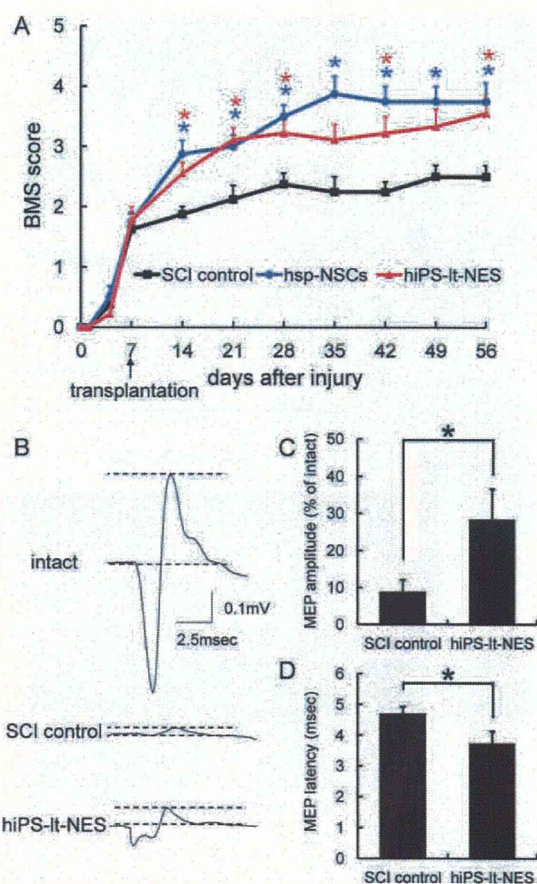 A
BMS score
5
4
3
2
1
0
* * * * * *
* * * * * *
SCI control hsp-NSCs hiPS-lt-NES
0 7 14 21 28 35 42 49 56
transplantation
days after injury
B
intact
0.1mV
2.5msec
SCI control
hiPS-lt-NES
C
MEP amplitude (% of intact)
50
40
30
20
10
0
*
SCI control hiPS-lt-NES
D
MEP latency (msec)
6
5
4
3
2
1
0
*
SCI control hiPS-lt-NES